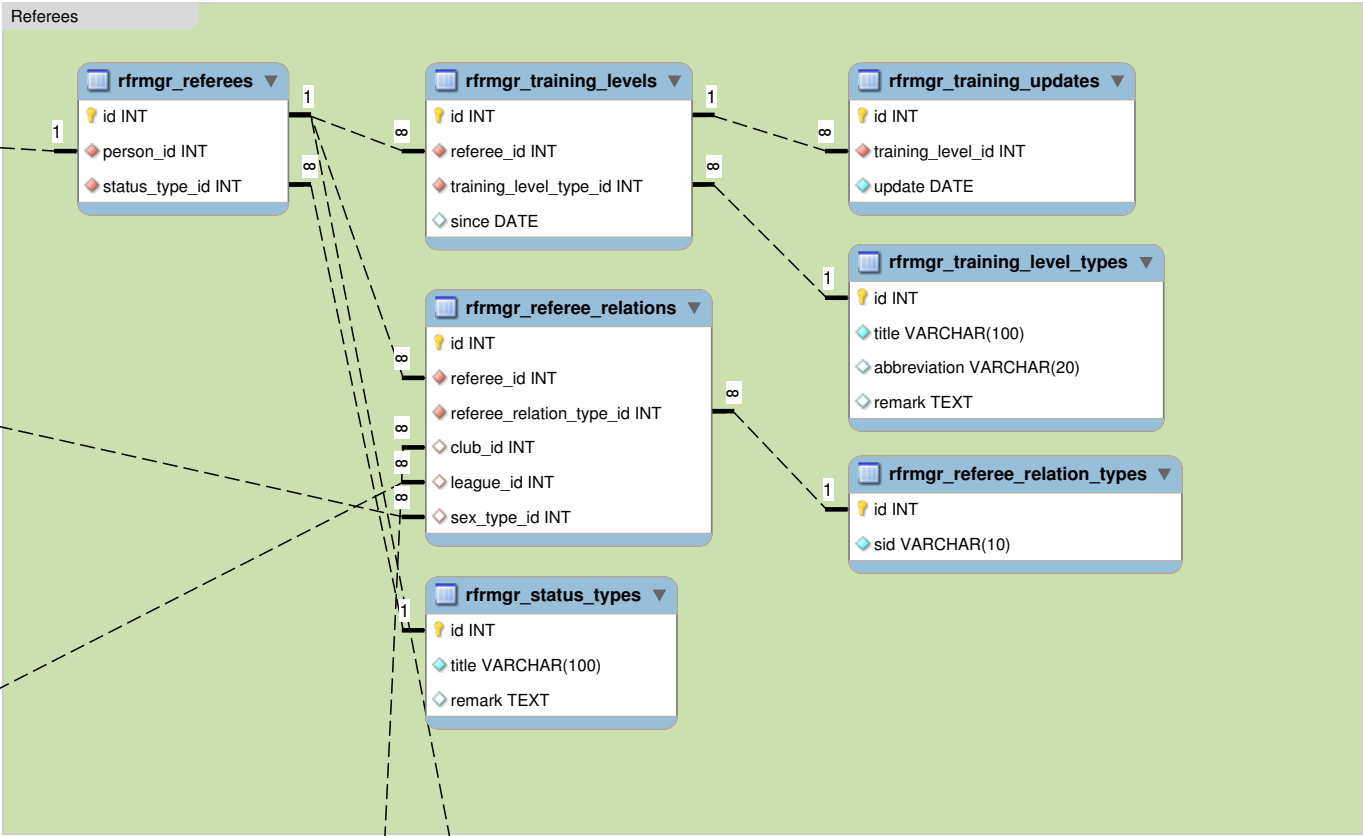 Referees
rfrmgr_referees
id INT
person_id INT
status_type_id INT
rfrmgr_training_levels
id INT
referee_id INT
training_level_type_id INT
since DATE
rfrmgr_training_updates
id INT
training_level_id INT
update DATE
rfrmgr_training_level_types
id INT
title VARCHAR(100)
abbreviation VARCHAR(20)
remark TEXT
rfrmgr_referee_relations
id INT
referee_id INT
referee_relation_type_id INT
club_id INT
league_id INT
sex_type_id INT
rfrmgr_referee_relation_types
id INT
sid VARCHAR(10)
rfrmgr_status_types
id INT
title VARCHAR(100)
remark TEXT
1
1
∞
∞
1
∞
∞
1
∞
∞
∞
∞
∞
1
1